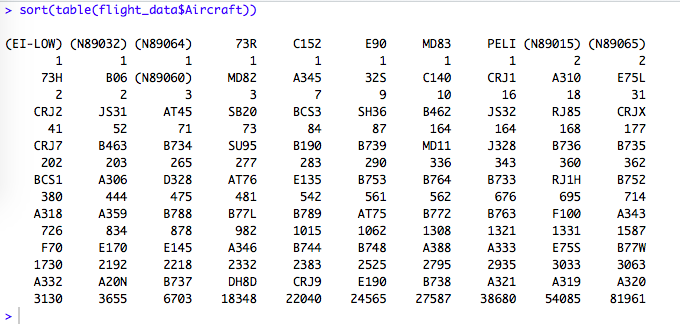 > sort(table(flight_data$Aircraft))
(EI-LOW) (N89032) (N89064) 73R C152 E90 MD83 PELI (N89015) (N89065)
1 1 1 1 1 1 1 1 2 2
73H B06 (N89060) MD82 A345 32S C140 CRJ1 A310 E75L
2 2 3 3 7 9 10 16 18 31
CRJ2 JS31 AT45 SB20 BCS3 SH36 B462 JS32 RJ85 CRJX
41 52 71 73 84 87 164 164 168 177
CRJ7 B463 B734 SU95 B190 B739 MD11 J328 B736 B735
202 203 265 277 283 290 336 343 360 362
BCS1 A306 D328 AT76 E135 B753 B764 B733 RJ1H B752
380 444 475 481 542 561 562 676 695 714
A318 A359 B788 B77L B789 AT75 B772 B763 F100 A343
726 834 878 982 1015 1062 1308 1321 1331 1587
F70 E170 E145 A346 B744 B748 A388 A333 E75S B77W
1730 2192 2218 2332 2383 2525 2795 2935 3033 3063
A332 A20N B737 DH8D CRJ9 E190 B738 A321 A319 A320
3130 3655 6703 18348 22040 24565 27587 38680 54085 81961
>